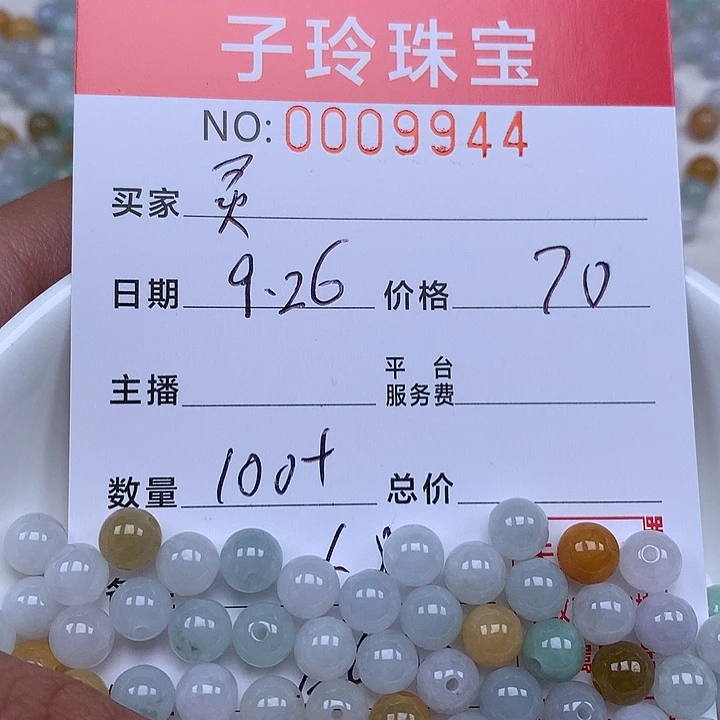 子玲珠宝
NO: 0009944
买家 灵
日期 9.26 价格 70
主播 平台服务费
数量 100+ 总价